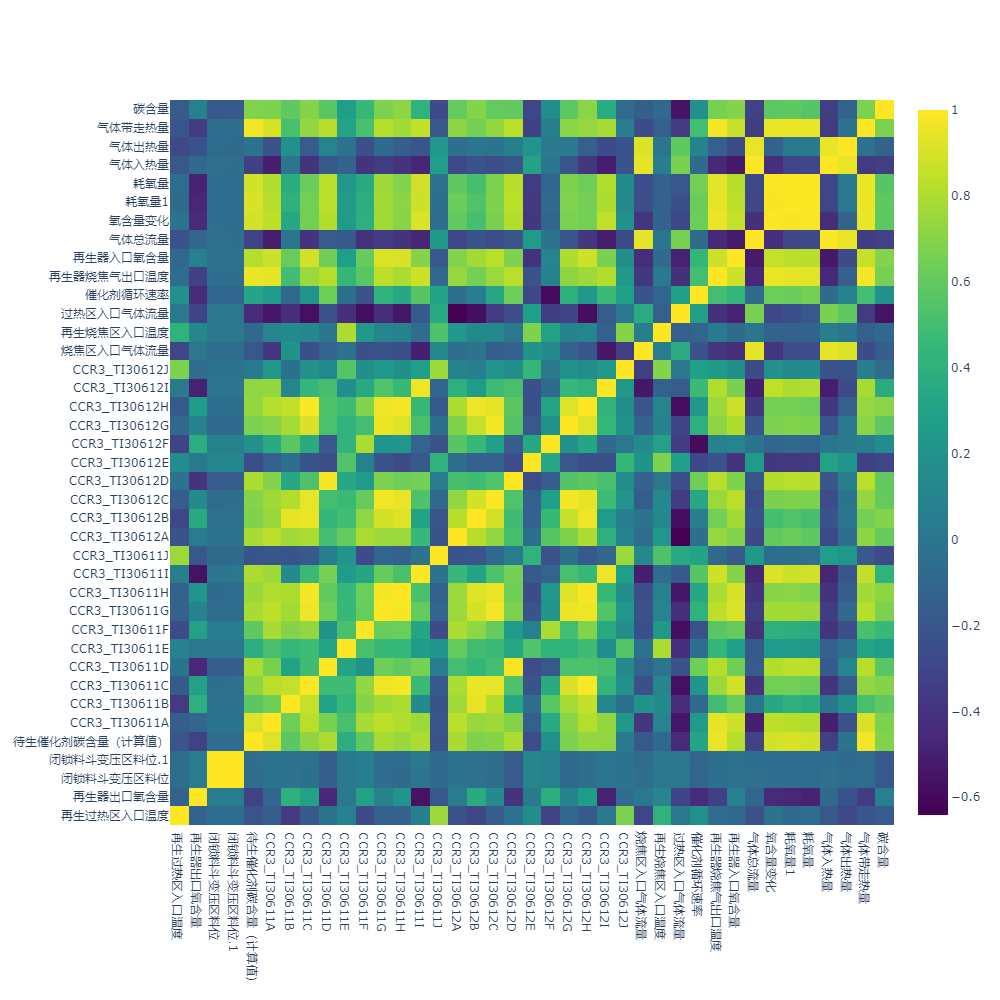 碳含量
气体带走热量
气体出热量
气体入热量
耗氧量
耗氧量1
氧含量变化
气体总流量
再生器入口氧含量
再生器烧焦气出口温度
催化剂循环速率
过热区入口气体流量
再生烧焦区入口温度
烧焦区入口气体流量
CCR3_TI30612J
CCR3_TI30612I
CCR3_TI30612H
CCR3_TI30612G
CCR3_TI30612F
CCR3_TI30612E
CCR3_TI30612D
CCR3_TI30612C
CCR3_TI30612B
CCR3_TI30612A
CCR3_TI30611J
CCR3_TI30611I
CCR3_TI30611H
CCR3_TI30611G
CCR3_TI30611F
CCR3_TI30611E
CCR3_TI30611D
CCR3_TI30611C
CCR3_TI30611B
CCR3_TI30611A
待生催化剂碳含量（计算值）
闭锁料斗变压区料位.1
闭锁料斗变压区料位
再生器出口氧含量
再生过热区入口温度
再生过热区入口温度
再生器出口氧含量
闭锁料斗变压区料位
闭锁料斗变压区料位.1
待生催化剂碳含量（计算值）
CCR3_TI30611A
CCR3_TI30611B
CCR3_TI30611C
CCR3_TI30611D
CCR3_TI30611E
CCR3_TI30611F
CCR3_TI30611G
CCR3_TI30611H
CCR3_TI30611I
CCR3_TI30611J
CCR3_TI30612A
CCR3_TI30612B
CCR3_TI30612C
CCR3_TI30612D
CCR3_TI30612E
CCR3_TI30612F
CCR3_TI30612G
CCR3_TI30612H
CCR3_TI30612I
CCR3_TI30612J
烧焦区入口气体流量
再生烧焦区入口温度
过热区入口气体流量
催化剂循环速率
再生器烧焦气出口温度
再生器入口氧含量
气体总流量
氧含量变化
耗氧量1
耗氧量
气体入热量
气体出热量
气体带走热量
碳含量
1
0.8
0.6
0.4
0.2
0
−0.2
−0.4
−0.6